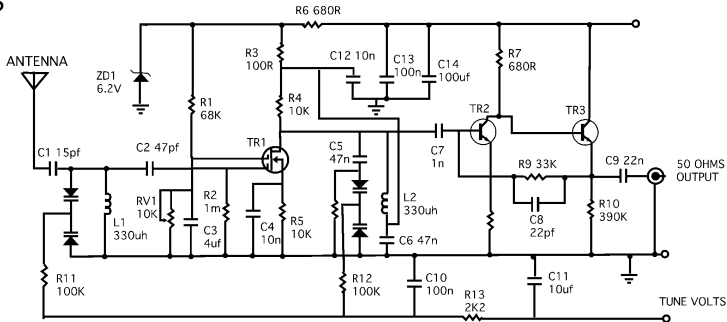 R6 680R
ANTENNA
ZD1
6.2V
R1
68K
R3
100R
C12 10n
C13
100n
C14
100uf
R4
10K
R7
680R
TR1
TR2
TR3
C1 15pf
C2 47pf
C5
47n
C7
1n
R9 33K
C9 22n
50 OHMS
OUTPUT
L1
330uh
RV1
10K
C3
4uf
R2
1m
C4
10n
R5
10K
L2
330uh
C6 47n
C8
22pf
R10
390K
R11
100K
R12
100K
C10
100n
R13
2K2
C11
10uf
TUNE VOLTS